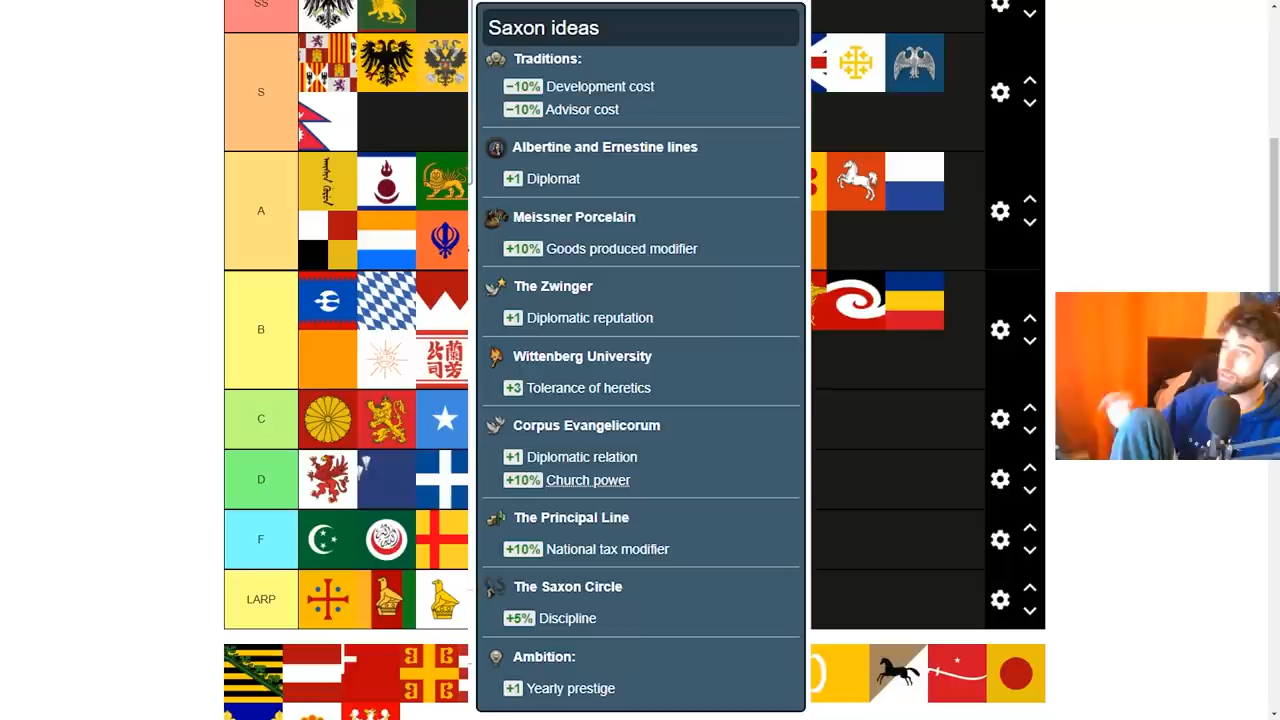 SS
S
A
B
C
D
F
LARP
Saxon ideas
Traditions:
−10% Development cost
−10% Advisor cost
Albertine and Ernestine lines
+1 Diplomat
Meissner Porcelain
+10% Goods produced modifier
The Zwinger
+1 Diplomatic reputation
Wittenberg University
+3 Tolerance of heretics
Corpus Evangelicorum
+1 Diplomatic relation
+10% Church power
The Principal Line
+10% National tax modifier
The Saxon Circle
+5% Discipline
Ambition:
+1 Yearly prestige